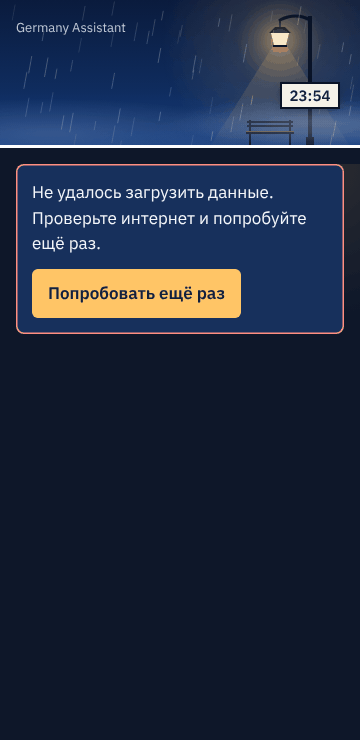 Germany Assistant
23:54
Не удалось загрузить данные.
Проверьте интернет и попробуйте
ещё раз.
Попробовать ещё раз